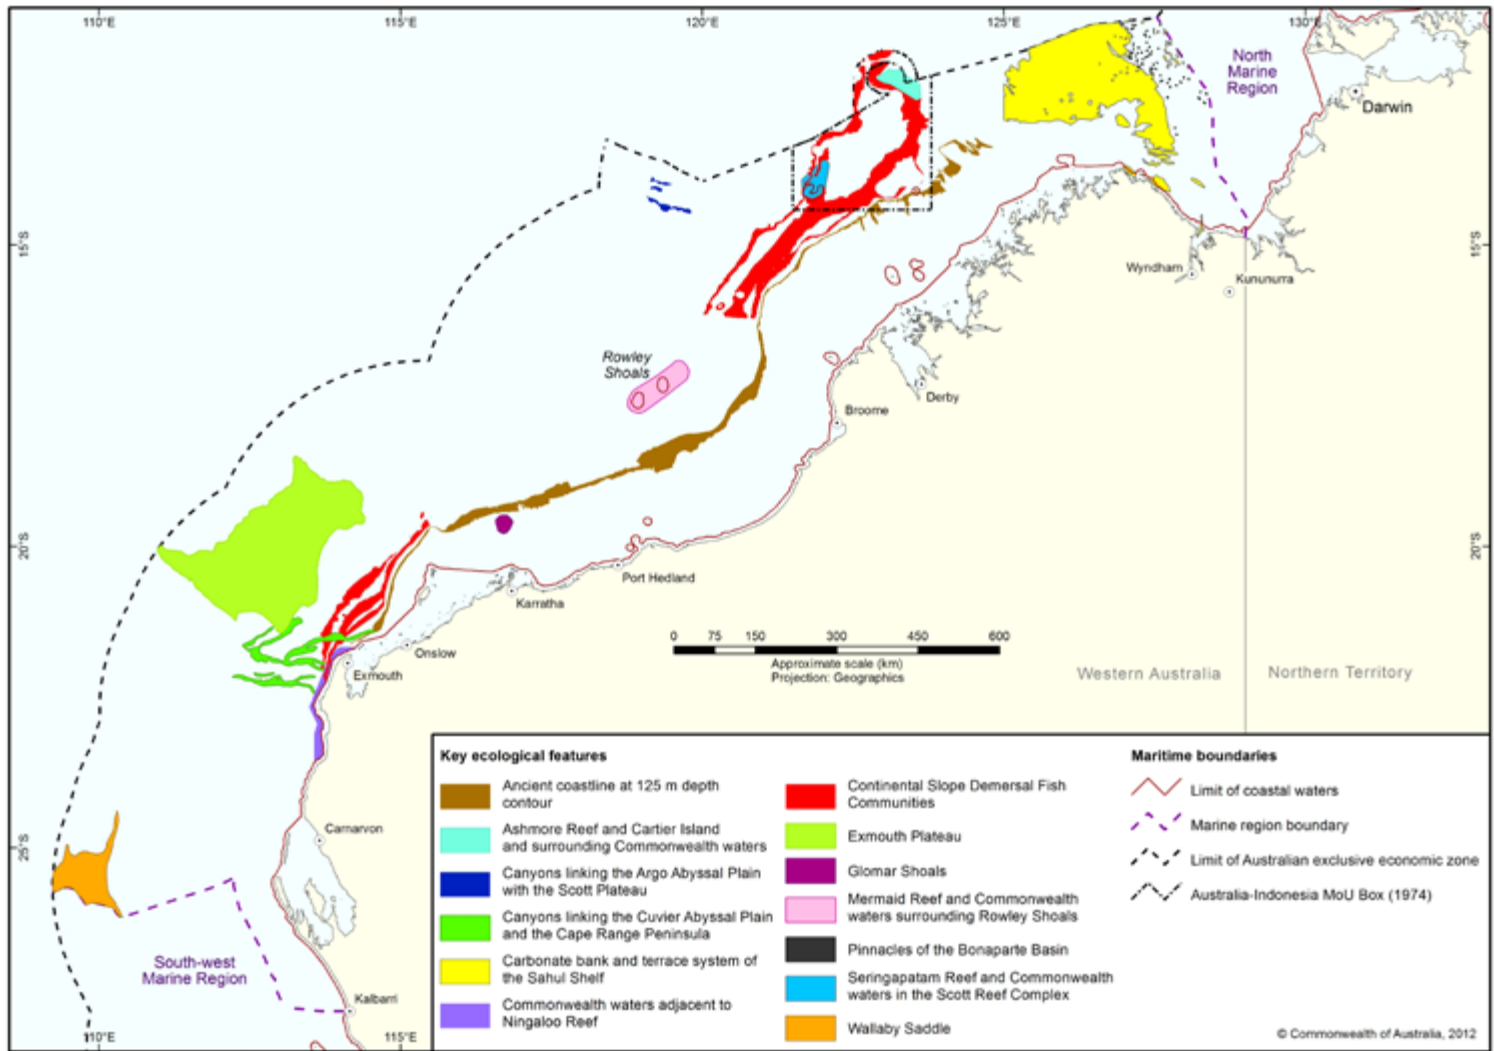 110°E
115°E
120°E
125°E
130°E
North
Marine
Region
Darwin
15°S
15°S
Wyndham
Kununurra
Rowley
Shoals
Derby
Broome
20°S
20°S
Port Hedland
Karratha
Onslow
Exmouth
0 75 150 300 450 600
Approximate scale (km)
Projection: Geographics
Western Australia
Northern Territory
Carnarvon
25°S
South-west
Marine Region
Kalbarri
110°E
115°E
Key ecological features
Ancient coastline at 125 m depth
contour
Ashmore Reef and Cartier Island
and surrounding Commonwealth waters
Canyons linking the Argo Abyssal Plain
with the Scott Plateau
Canyons linking the Cuvier Abyssal Plain
and the Cape Range Peninsula
Carbonate bank and terrace system of
the Sahul Shelf
Commonwealth waters adjacent to
Ningaloo Reef
Continental Slope Demersal Fish
Communities
Exmouth Plateau
Glomar Shoals
Mermaid Reef and Commonwealth
waters surrounding Rowley Shoals
Pinnacles of the Bonaparte Basin
Seringapatam Reef and Commonwealth
waters in the Scott Reef Complex
Wallaby Saddle
Maritime boundaries
Limit of coastal waters
Marine region boundary
Limit of Australian exclusive economic zone
Australia-Indonesia MoU Box (1974)
© Commonwealth of Australia, 2012